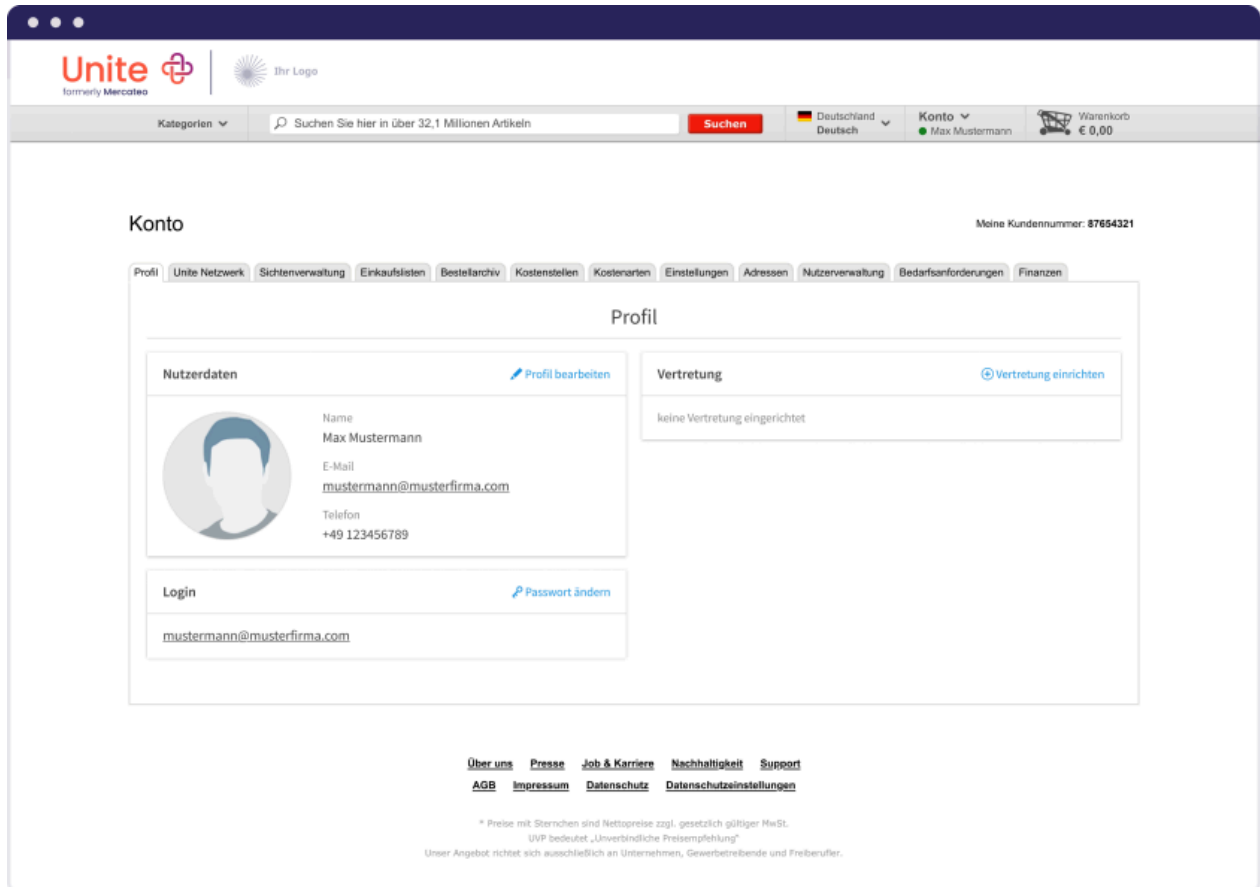 Unite
formerly Mercateo
Ihr Logo
Kategorien
Suchen Sie hier in über 32,1 Millionen Artikeln
Suchen
Deutschland
Deutsch
Konto
Max Mustermann
Warenkorb
€ 0,00
Konto
Meine Kundennummer: 87654321
Profil Unite Netzwerk Sichtenverwaltung Einkaufslisten Bestellarchiv Kostenstellen Kostenarten Einstellungen Adressen Nutzerverwaltung Bedarfsanforderungen Finanzen
Profil
Nutzerdaten
Profil bearbeiten
Name
Max Mustermann
E-Mail
mustermann@musterfirma.com
Telefon
+49 123456789
Login
Passwort ändern
mustermann@musterfirma.com
Vertretung
Vertretung einrichten
keine Vertretung eingerichtet
Über uns Presse Job & Karriere Nachhaltigkeit Support
AGB Impressum Datenschutz Datenschutzeinstellungen
* Preise mit Sternchen sind Nettopreise zzgl. gesetzlich gültiger MwSt.
UVP bedeutet „Unverbindliche Preisempfehlung"
Unser Angebot richtet sich ausschließlich an Unternehmen, Gewerbetreibende und Freiberufler.